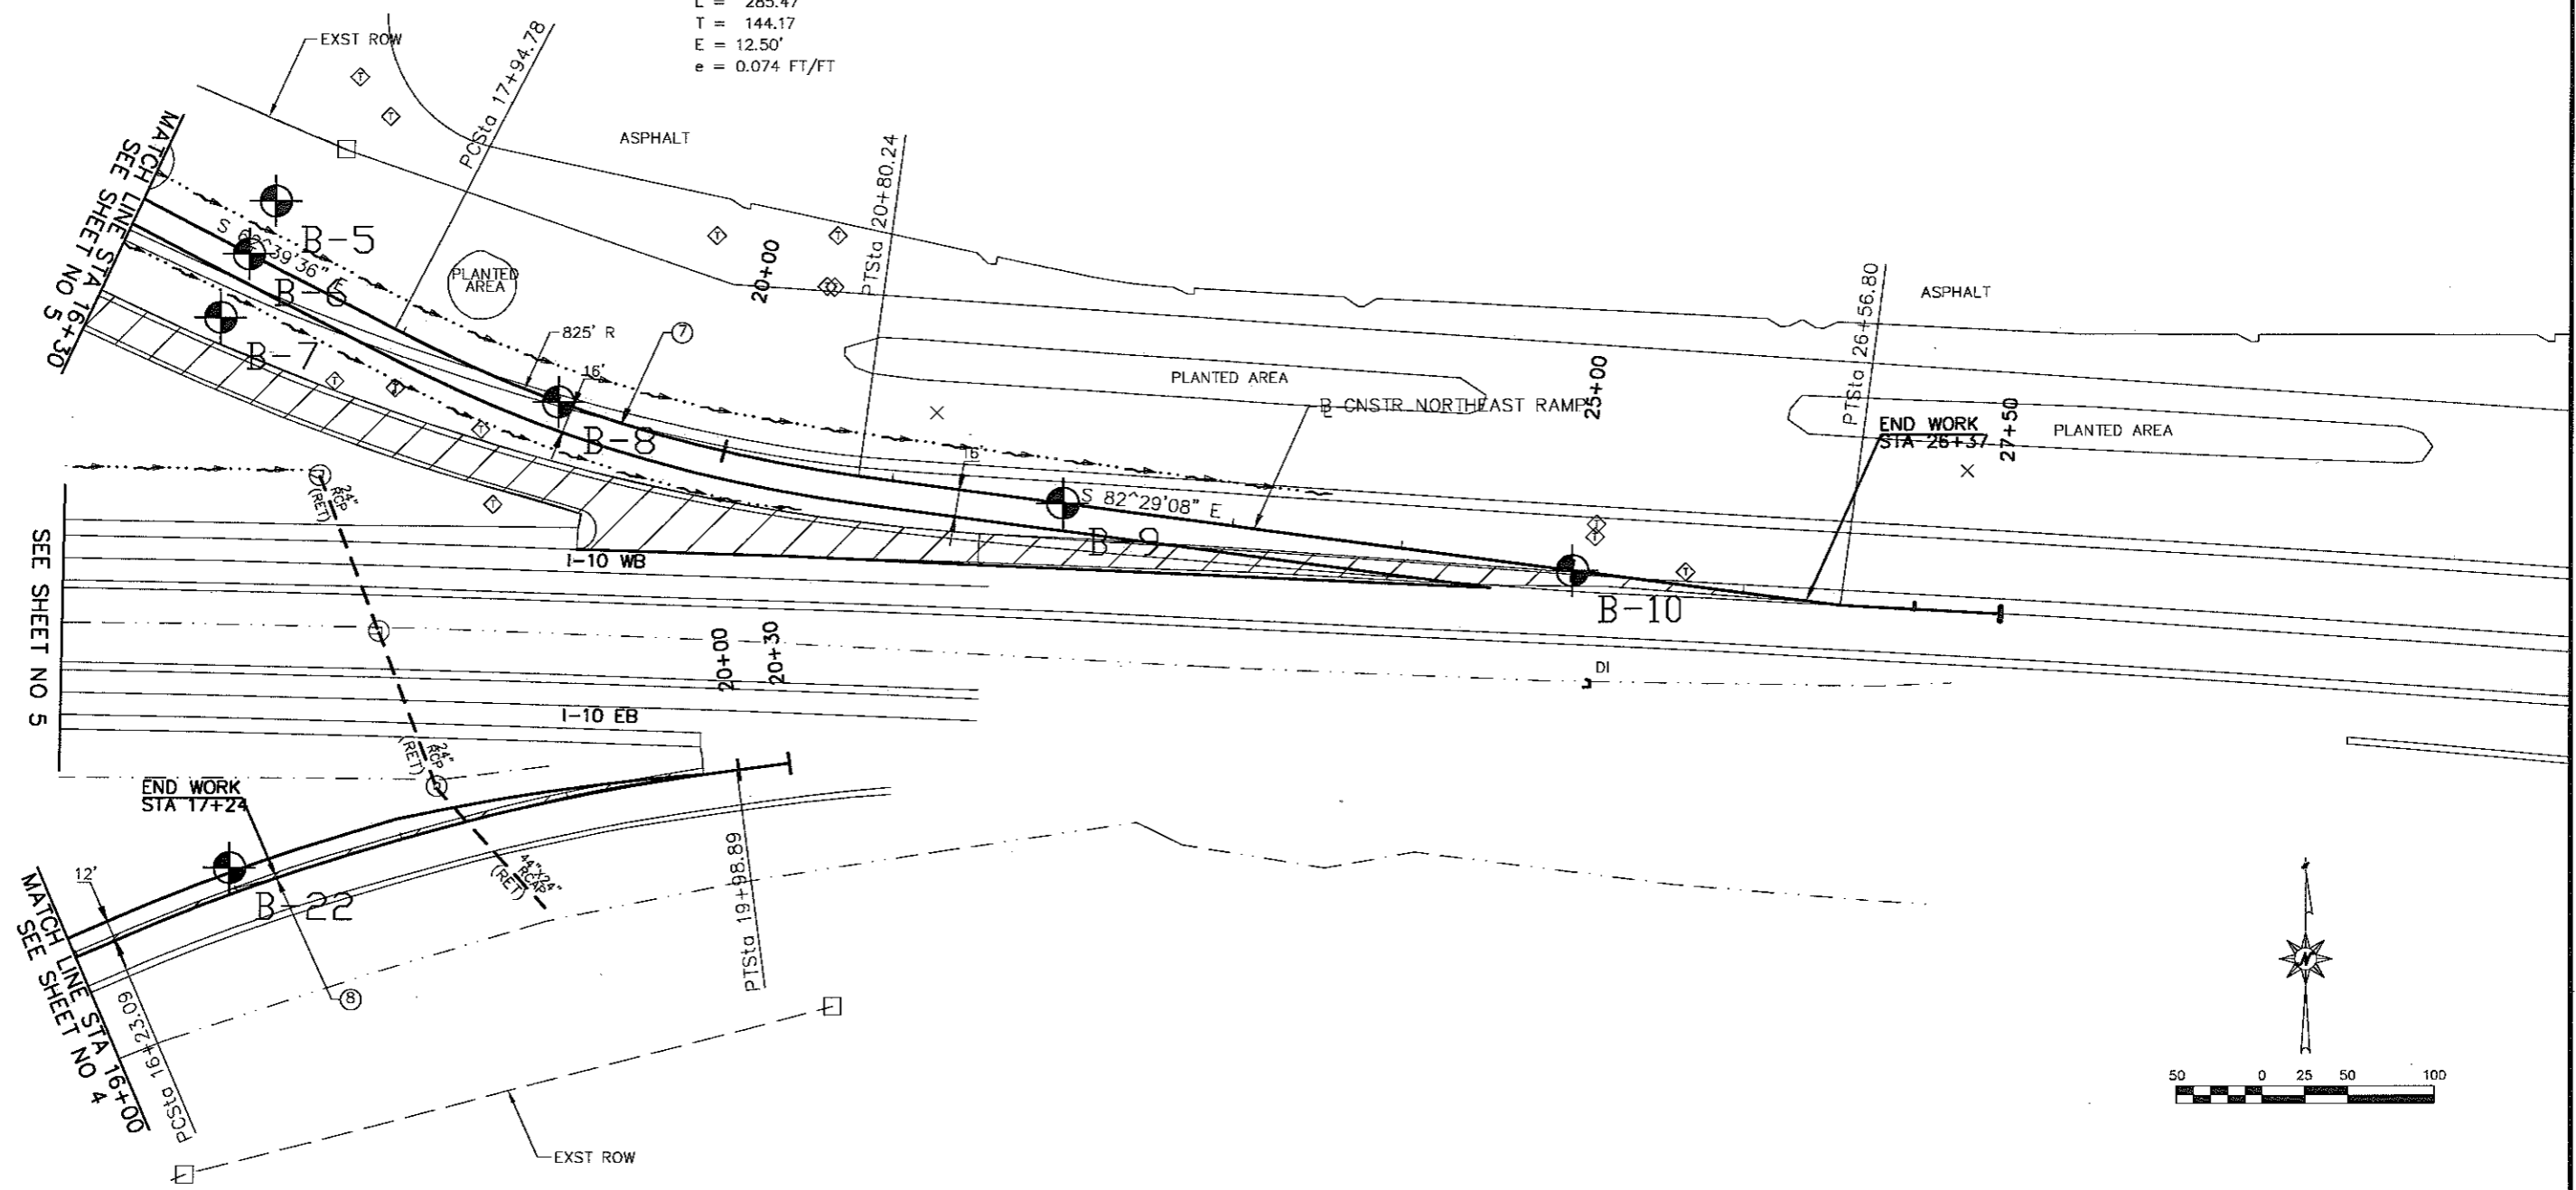 L = 285.47'
T = 144.17
E = 12.50'
e = 0.074 FT/FT
EXST ROW
PCSta 17+94.78
ASPHALT
PTSta 20+80.24
MATCH LINE STA 16+30
SEE SHEET NO 5
B-5
B-6
B-7
PLANTED
AREA
20+00
825' R
7
16'
B-8
PLANTED AREA
25+00
PTSta 26+56.80
ASPHALT
B CNSTR NORTHEAST RAMP
END WORK
STA 26+37
27+50
PLANTED AREA
16'
S 82^29'08" E
B-9
B-10
24"
RCP
(RET)
I-10 WB
SEE SHEET NO 5
20+00
20+30
DI
I-10 EB
24"
RCP
(RET)
END WORK
STA 17+24
12'
B-22
44"x24"
RCAP
(RET)
PTSta 19+98.89
MATCH LINE STA 16+00
SEE SHEET NO 4
PCSta 16+23.09
8
EXST ROW
N
50 0 25 50 100